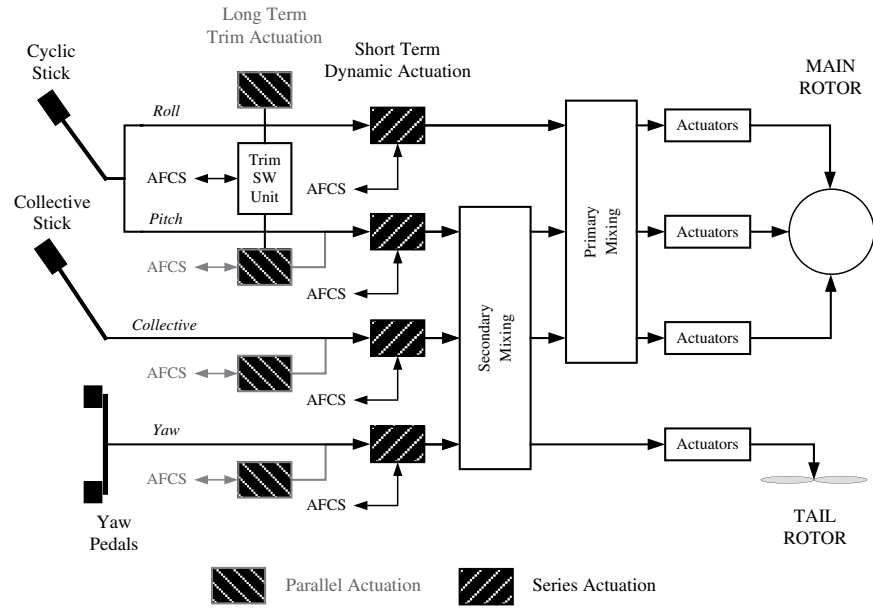 Long Term
Trim Actuation
Short Term
Dynamic Actuation
Cyclic
Stick
MAIN
ROTOR
Roll
Actuators
AFCS
Trim
SW
Unit
AFCS
Collective
Stick
Pitch
Primary
Mixing
Actuators
AFCS
AFCS
Collective
Secondary
Mixing
Actuators
AFCS
AFCS
Yaw
Actuators
AFCS
AFCS
Yaw
Pedals
TAIL
ROTOR
Parallel Actuation
Series Actuation